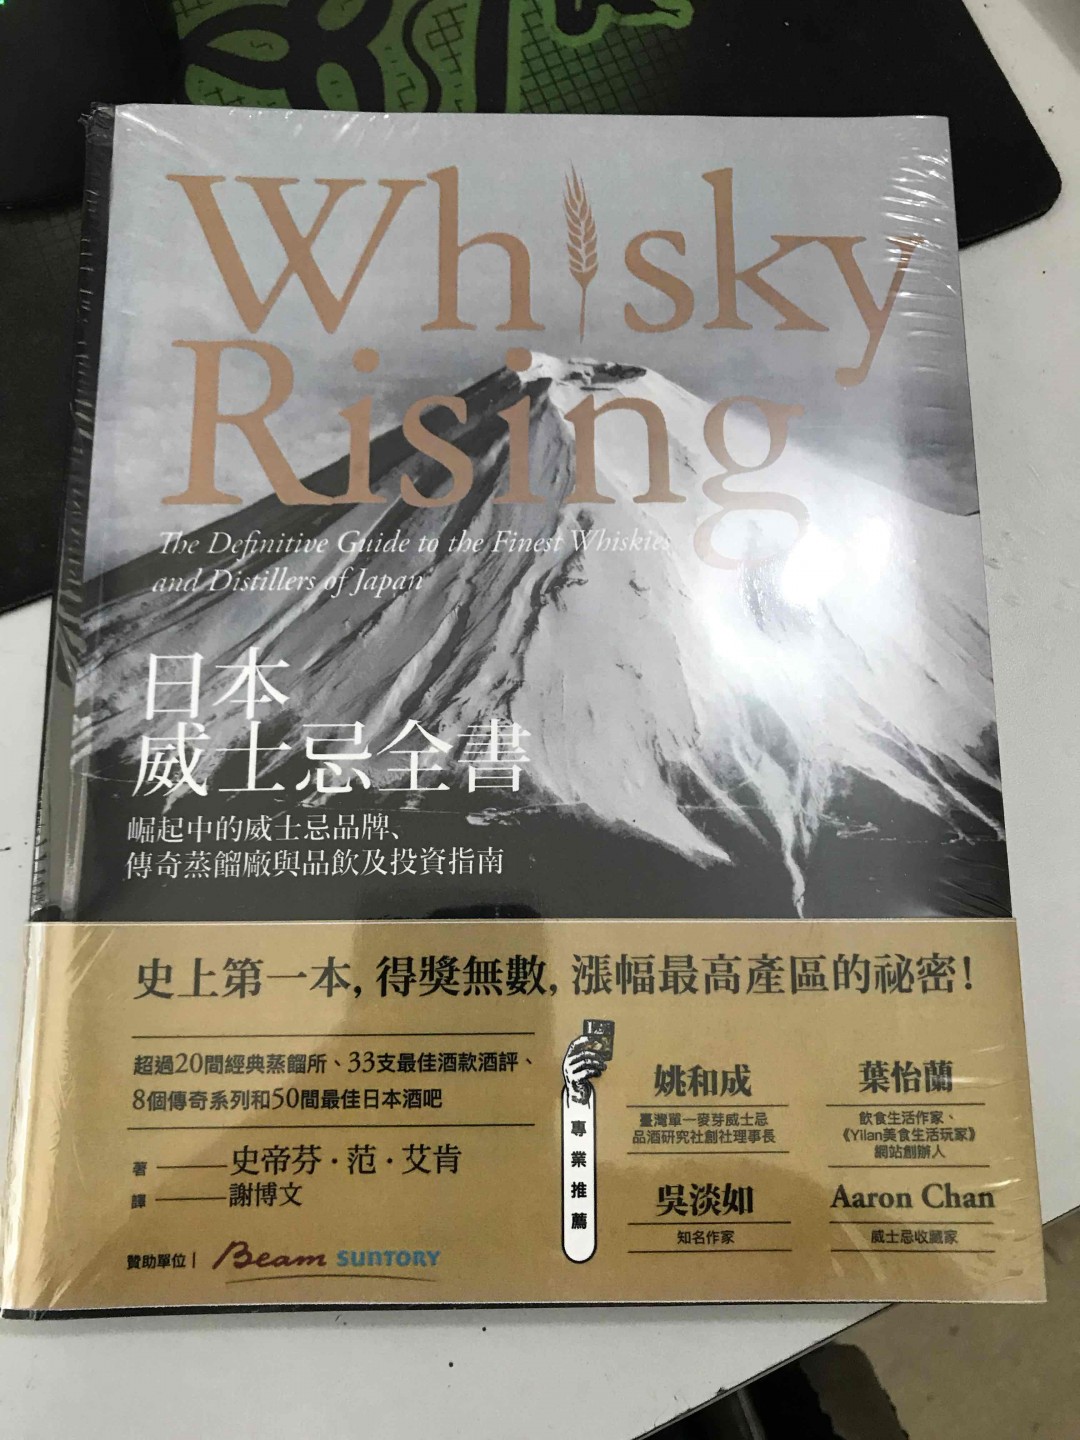 Whisky
Rising
The Definitive Guide to the Finest Whiskies
and Distillers of Japan
日本
威士忌全書
崛起中的威士忌品牌、
傳奇蒸餾廠與品飲及投資指南
史上第一本,得獎無數,漲幅最高產區的祕密!
超過20間經典蒸餾所、33支最佳酒款酒評、
8個傳奇系列和50間最佳日本酒吧
著 史帝芬·范·艾肯
譯 謝博文
贊助單位 | Beam SUNTORY
專業推薦
姚和成
臺灣單一麥芽威士忌
品酒研究社創社理事長
葉怡蘭
飲食生活作家、
《Yilan美食生活玩家》
網站創辦人
吳淡如
知名作家
Aaron Chan
威士忌收藏家